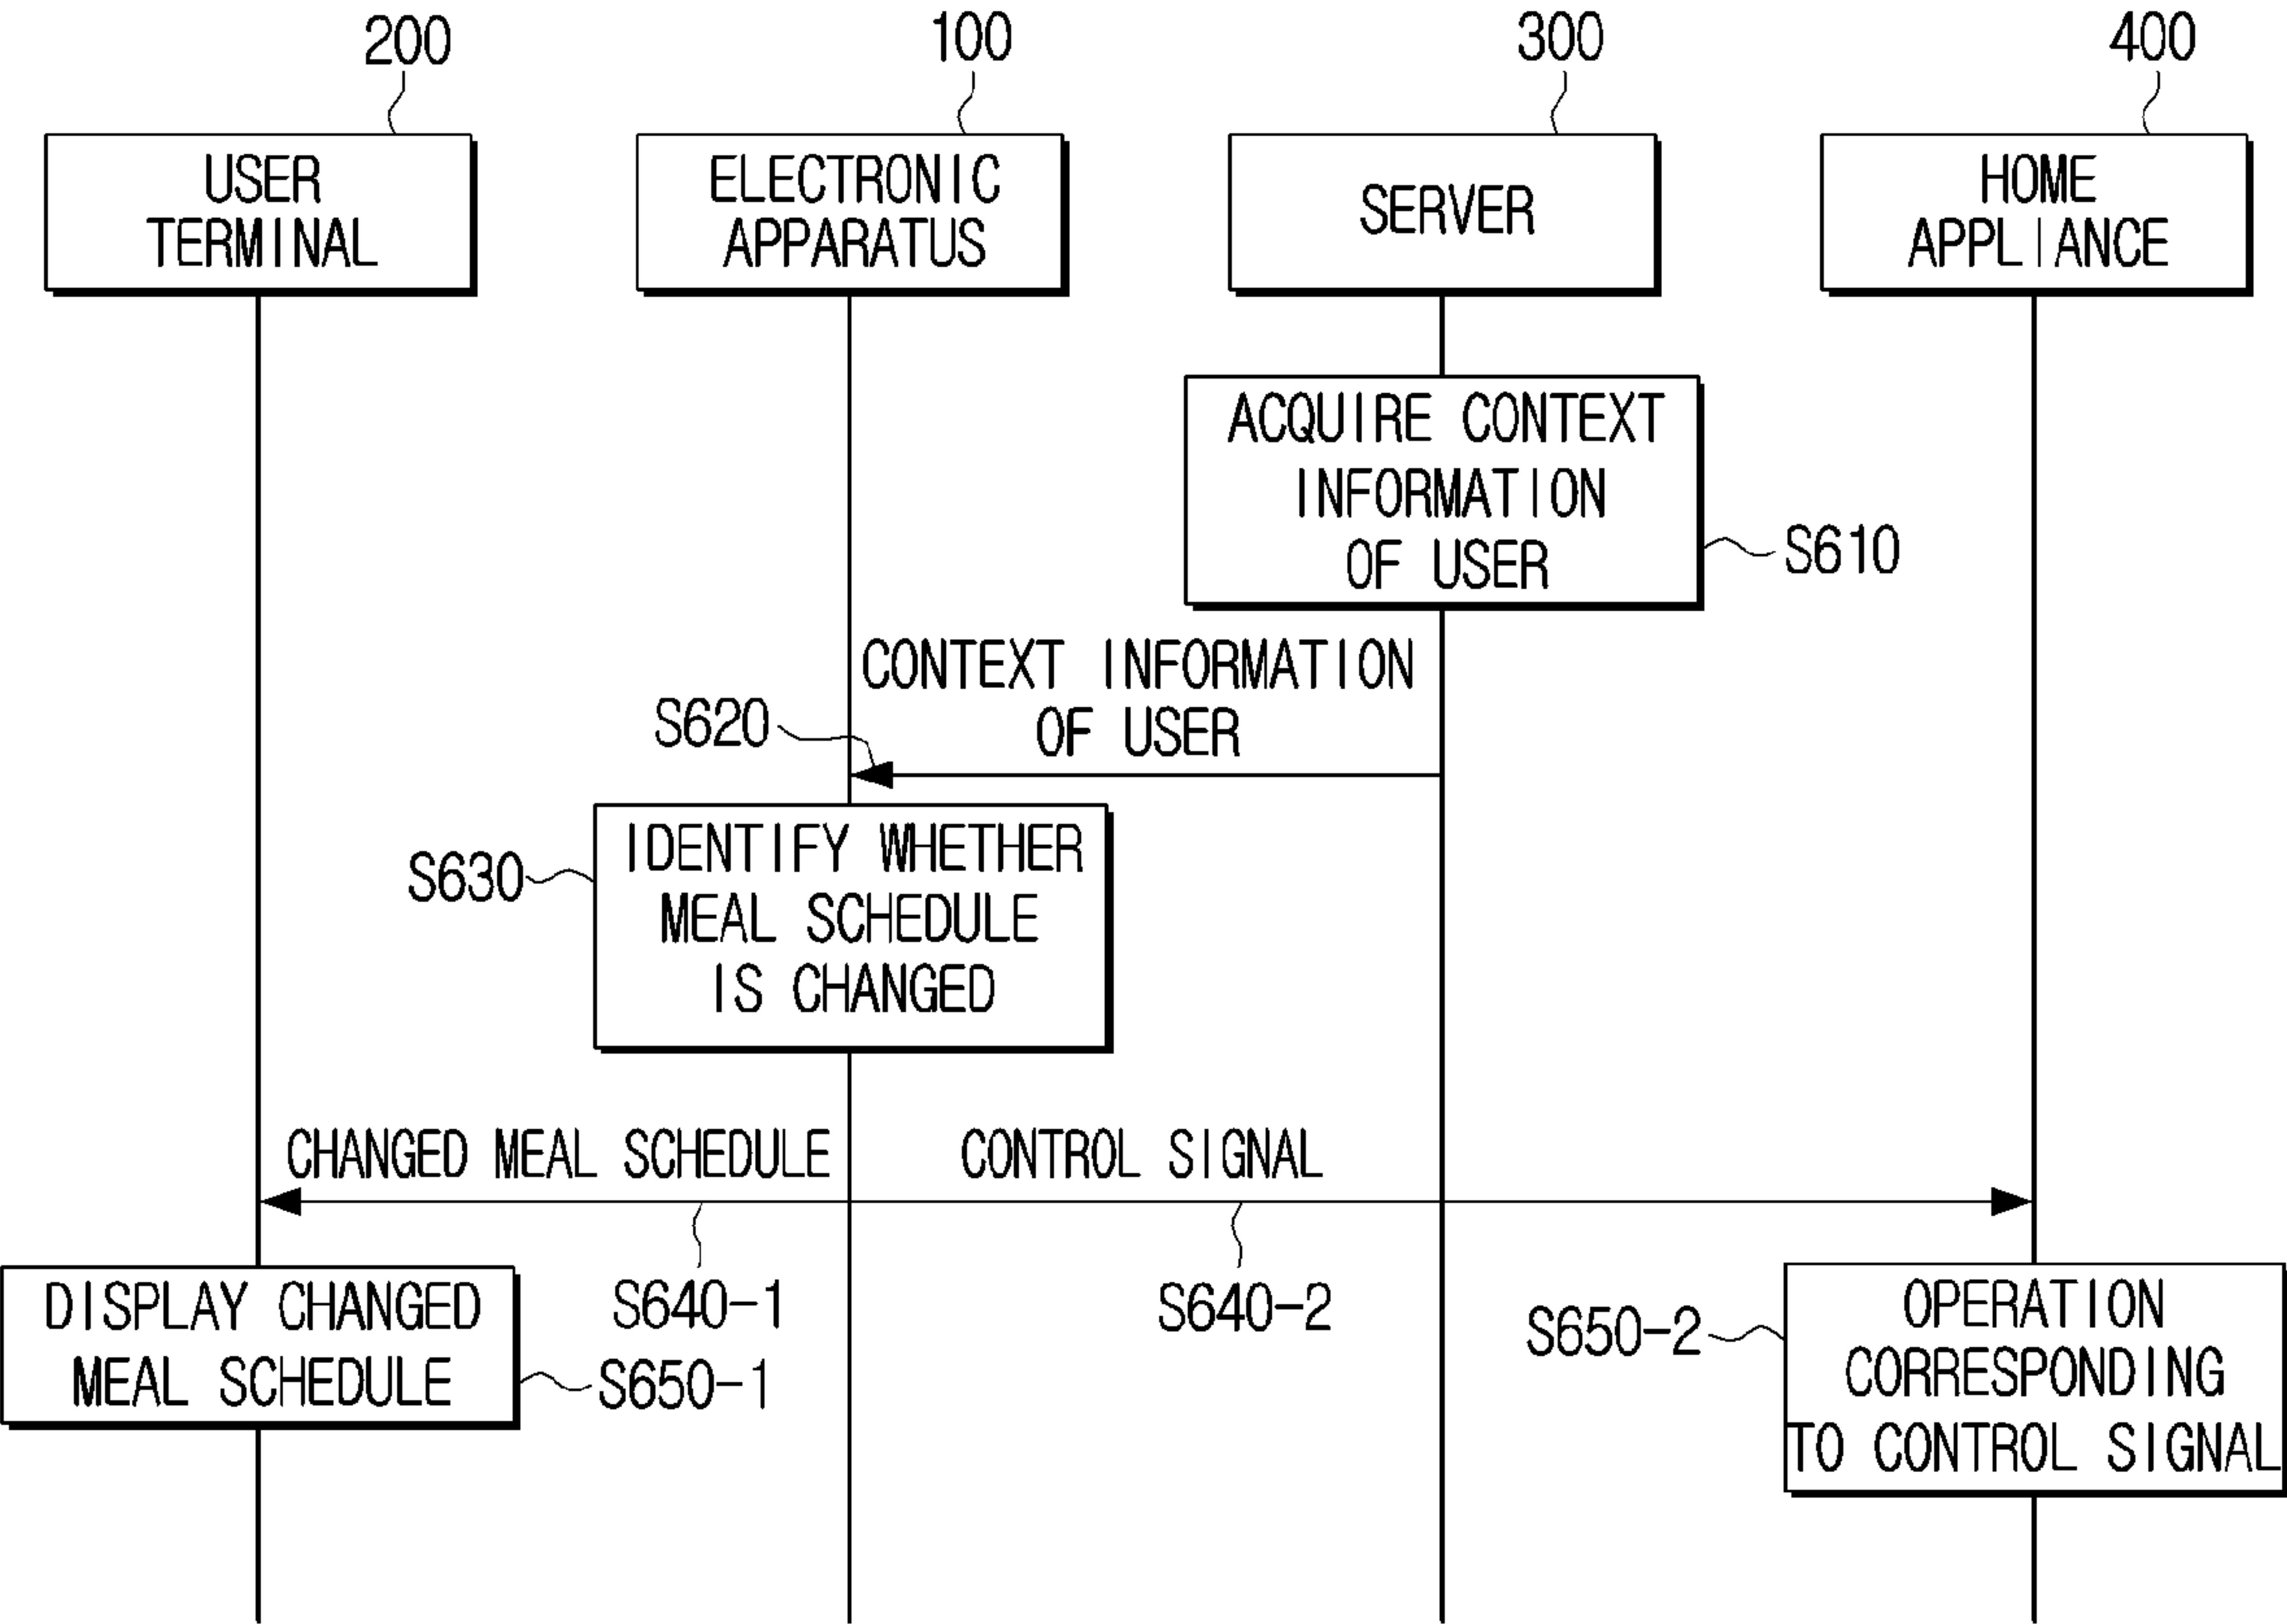 200
100
300
400
USER
TERMINAL
ELECTRONIC
APPARATUS
SERVER
HOME
APPLIANCE
ACQUIRE CONTEXT
INFORMATION
OF USER
S610
CONTEXT INFORMATION
OF USER
S620
IDENTIFY WHETHER
MEAL SCHEDULE
IS CHANGED
S630
CHANGED MEAL SCHEDULE
CONTROL SIGNAL
S640-1
S640-2
DISPLAY CHANGED
MEAL SCHEDULE
S650-1
S650-2
OPERATION
CORRESPONDING
TO CONTROL SIGNAL